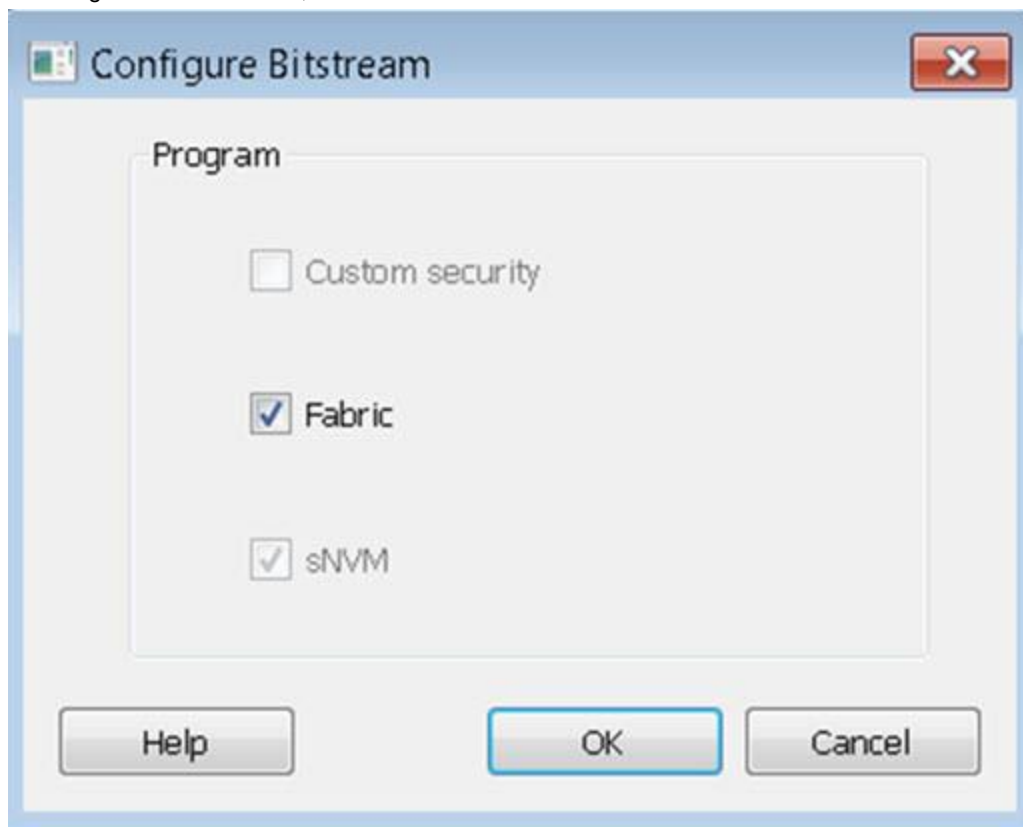 Configure Bitstream
Program
Custom security
Fabric
sNVM
Help
OK
Cancel